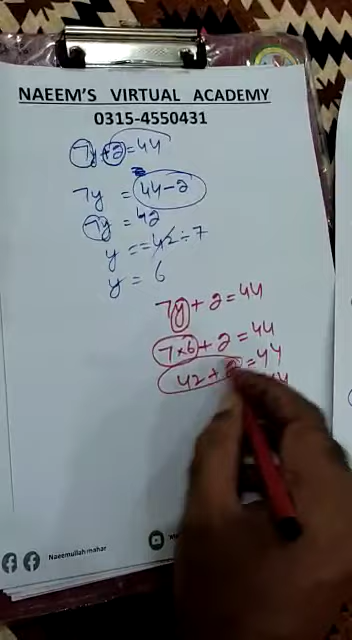 NAEEM'S VIRTUAL ACADEMY
0315-4550431
7y+2=44
7y = 44-2
7y = 42
y == 42÷7
y = 6
7y+2=44
7×6+2=44
42+2=44
44
Naeemullah mahar